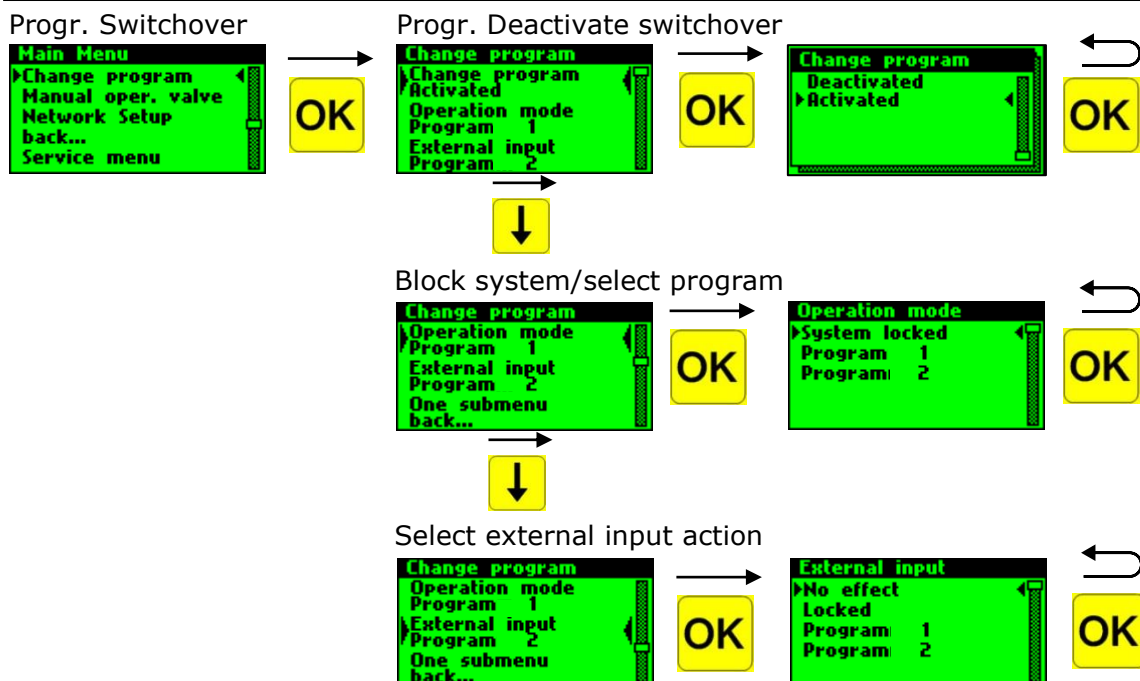 Progr. Switchover
Main Menu
Change program
Manual oper. valve
Network Setup
back...
Service menu
OK
Progr. Deactivate switchover
Change program
Change program
Activated
Operation mode
Program 1
External input
Program 2
OK
Change program
Deactivated
Activated
OK
Block system/select program
Change program
Operation mode
Program 1
External input
Program 2
One submenu
back...
OK
Operation mode
System locked
Program 1
Program 2
OK
Select external input action
Change program
Operation mode
Program 1
External input
Program 2
One submenu
back...
OK
External input
No effect
Locked
Program 1
Program 2
OK